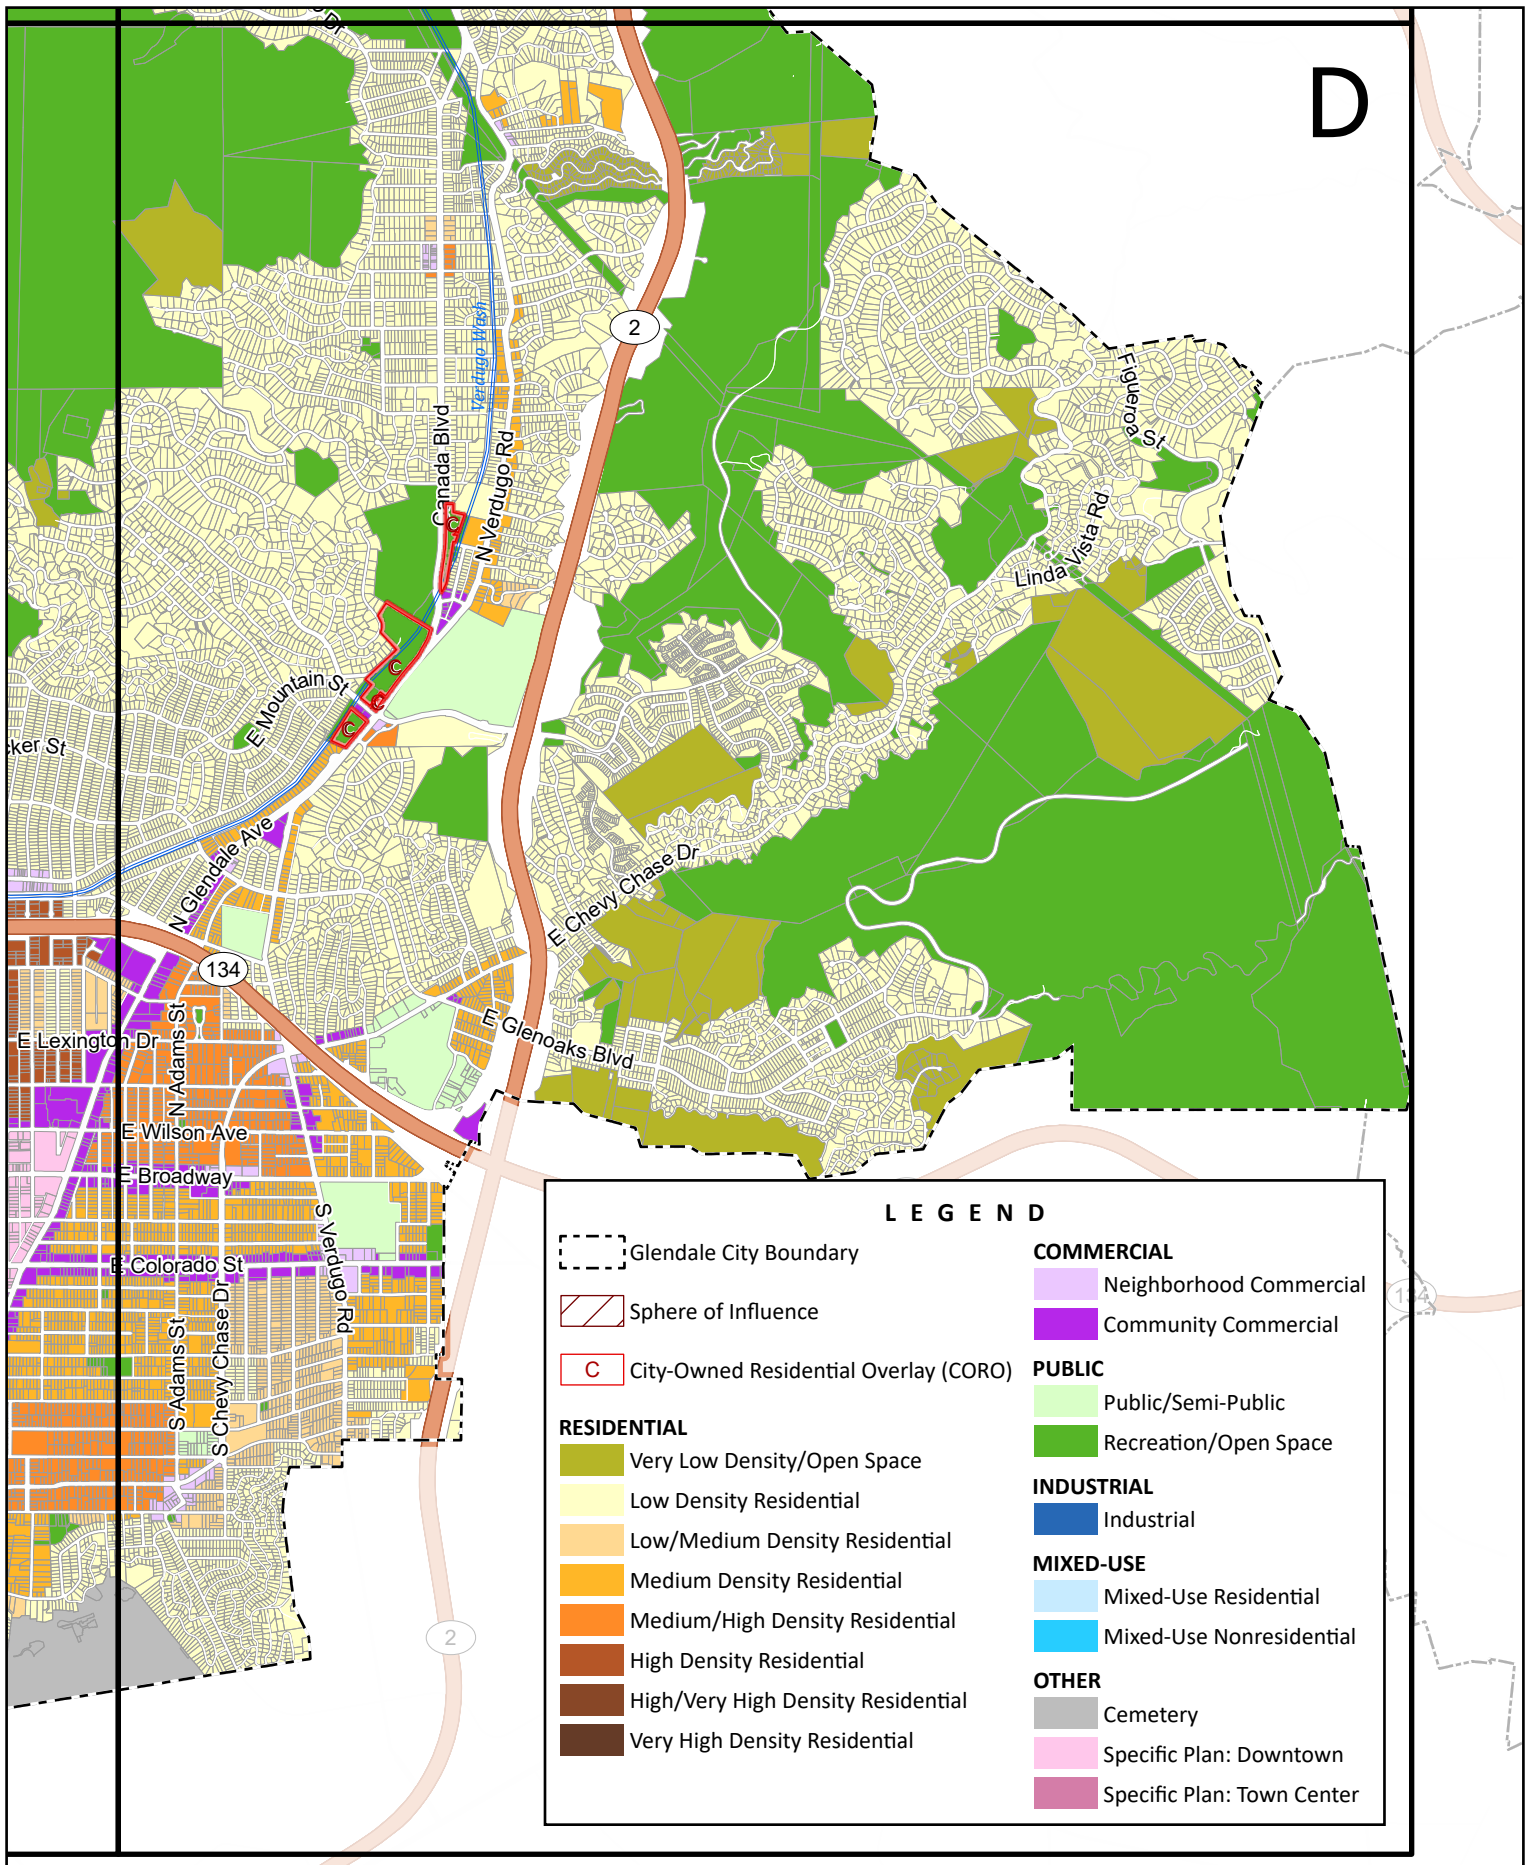 Dr
D
2
Verdugo Wash
Figueroa St
Canada Blvd
N Verdugo Rd
C
Linda Vista Rd
C
C
C
E Mountain St
cker St
N Glendale Ave
E Chevy Chase Dr
134
E Lexington Dr
N Adams St
E Glenoaks Blvd
E Wilson Ave
E Broadway
S Verdugo Rd
E Colorado St
S Adams St
S Chevy Chase Dr
2
134
LEGEND
Glendale City Boundary
Sphere of Influence
C City-Owned Residential Overlay (CORO)
RESIDENTIAL
Very Low Density/Open Space
Low Density Residential
Low/Medium Density Residential
Medium Density Residential
Medium/High Density Residential
High Density Residential
High/Very High Density Residential
Very High Density Residential
COMMERCIAL
Neighborhood Commercial
Community Commercial
PUBLIC
Public/Semi-Public
Recreation/Open Space
INDUSTRIAL
Industrial
MIXED-USE
Mixed-Use Residential
Mixed-Use Nonresidential
OTHER
Cemetery
Specific Plan: Downtown
Specific Plan: Town Center